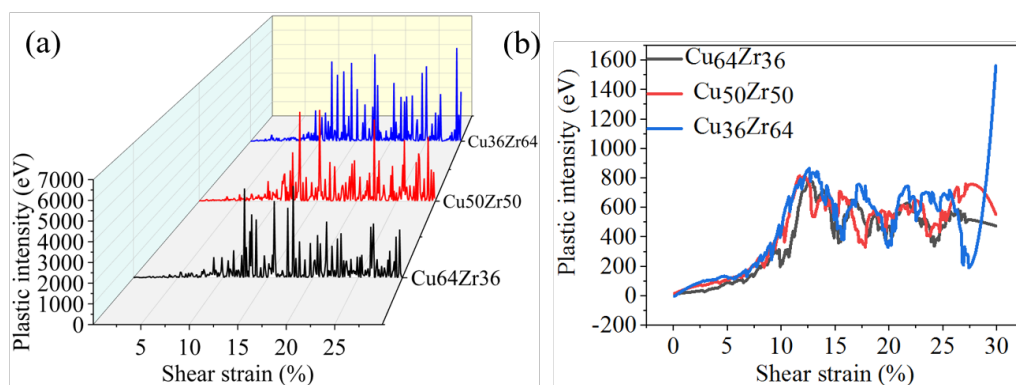 (a)
Plastic intensity (eV)
7000
6000
5000
4000
3000
2000
1000
0
5
10
15
20
25
Shear strain (%)
Cu36Zr64
Cu50Zr50
Cu64Zr36
(b)
Plastic intensity (eV)
1600
1400
1200
1000
800
600
400
200
0
-200
0
5
10
15
20
25
30
Shear strain (%)
Cu64Zr36
Cu50Zr50
Cu36Zr64